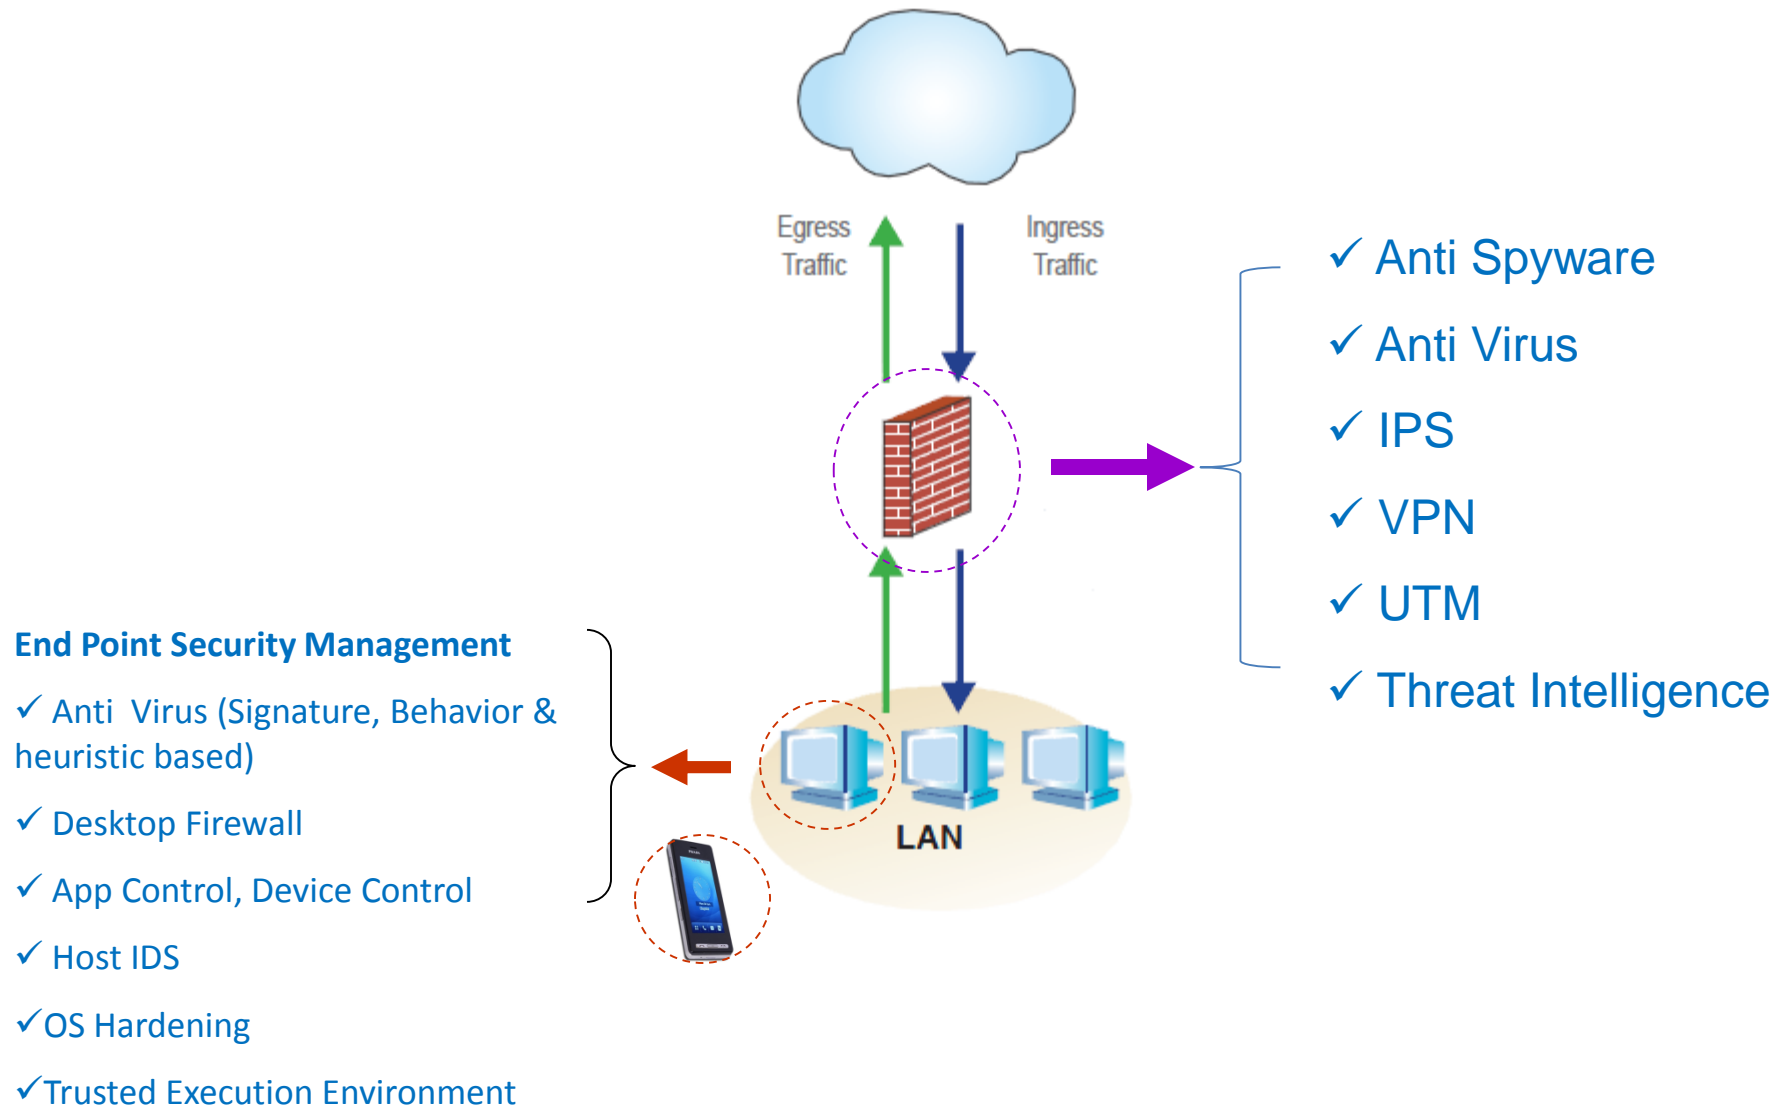 Egress
Traffic
Ingress
Traffic
✓ Anti Spyware
✓ Anti Virus
✓ IPS
✓ VPN
✓ UTM
✓ Threat Intelligence
End Point Security Management
✓ Anti  Virus (Signature, Behavior &
heuristic based)
✓ Desktop Firewall
✓ App Control, Device Control
✓ Host IDS
✓OS Hardening
✓Trusted Execution Environment
LAN